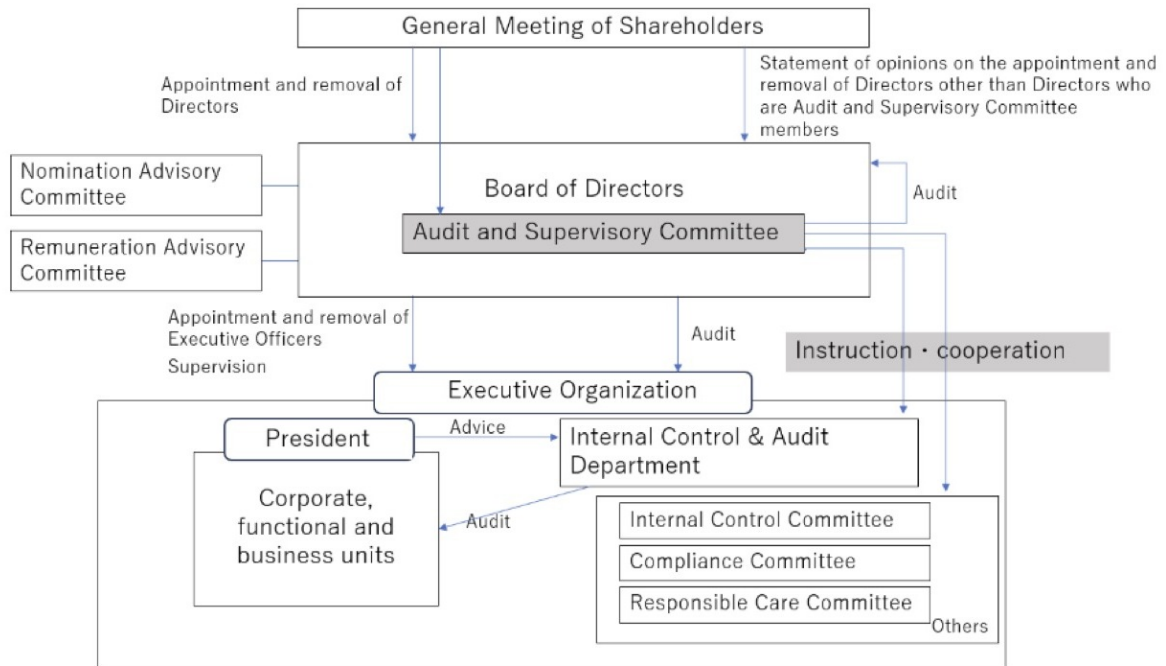 General Meeting of Shareholders
Appointment and removal of
Directors
Statement of opinions on the appointment and
removal of Directors other than Directors who
are Audit and Supervisory Committee
members
Nomination Advisory
Committee
Board of Directors
Audit
Audit and Supervisory Committee
Remuneration Advisory
Committee
Appointment and removal of
Executive Officers
Supervision
Audit
Instruction・cooperation
Executive Organization
President
Advice
Internal Control & Audit
Department
Corporate,
functional and
business units
Audit
Internal Control Committee
Compliance Committee
Responsible Care Committee
Others